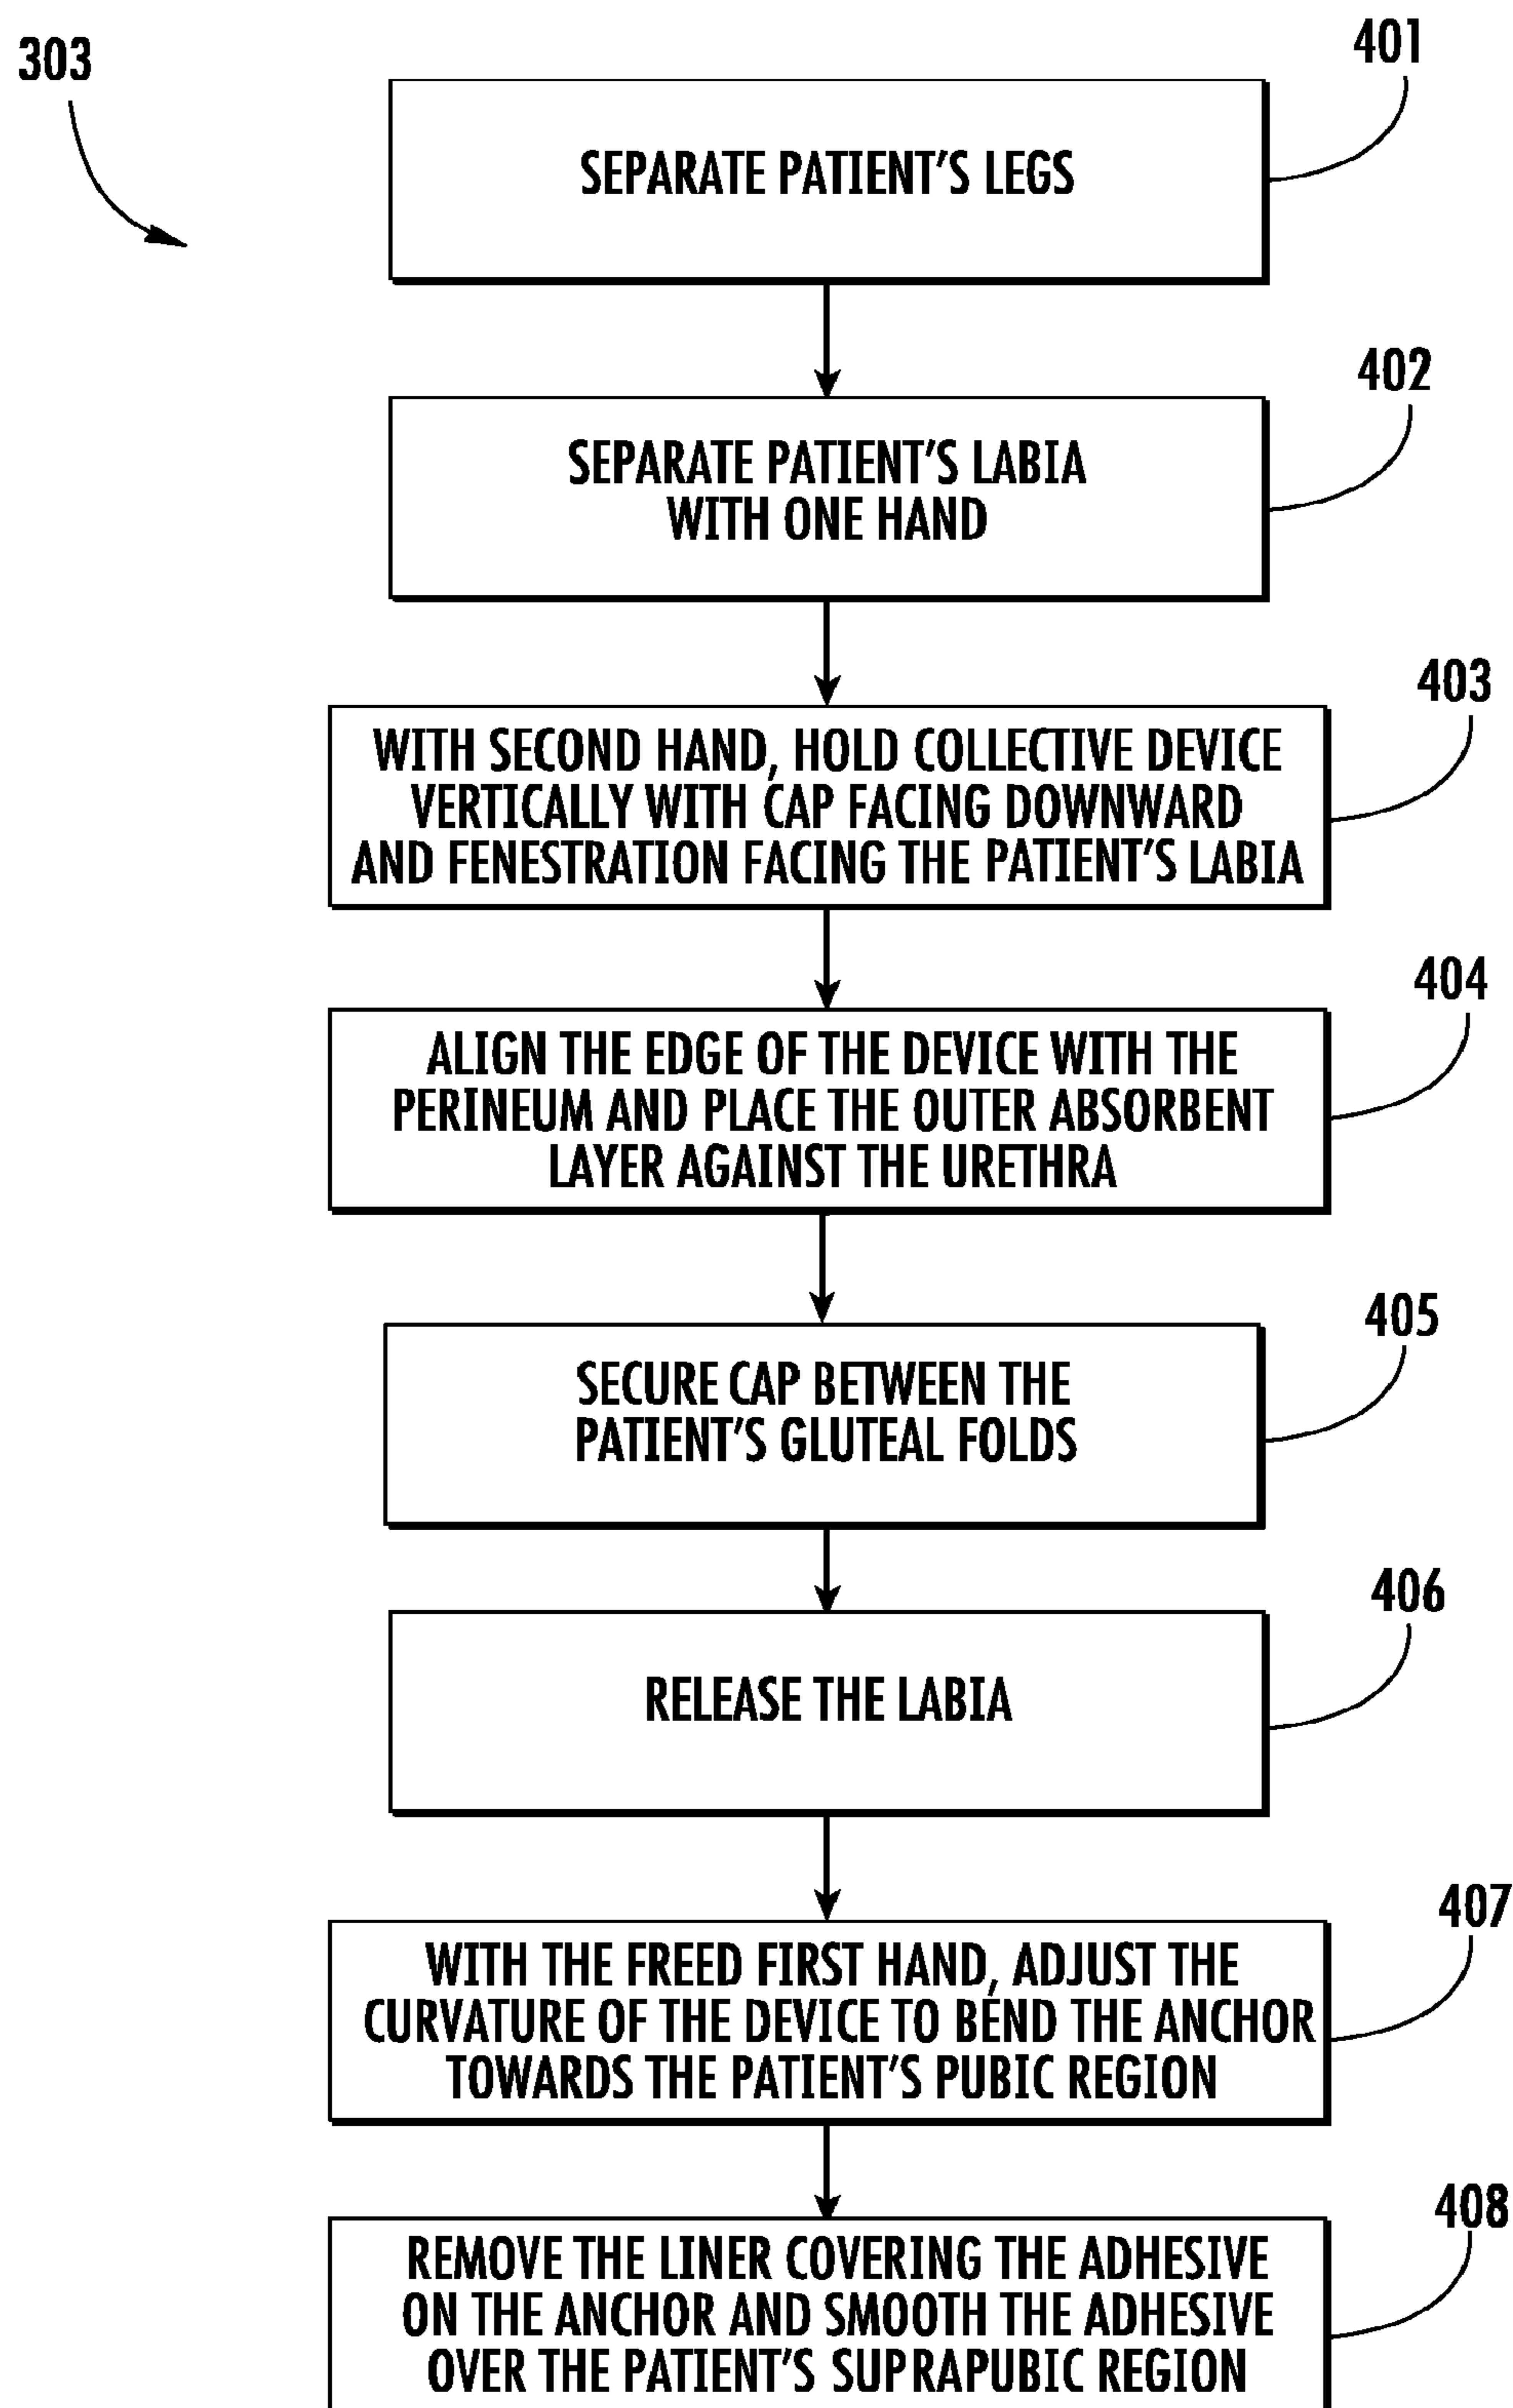 303
401
SEPARATE PATIENT'S LEGS
402
SEPARATE PATIENT'S LABIA
WITH ONE HAND
403
WITH SECOND HAND, HOLD COLLECTIVE DEVICE
VERTICALLY WITH CAP FACING DOWNWARD
AND FENESTRATION FACING THE PATIENT'S LABIA
404
ALIGN THE EDGE OF THE DEVICE WITH THE
PERINEUM AND PLACE THE OUTER ABSORBENT
LAYER AGAINST THE URETHRA
405
SECURE CAP BETWEEN THE
PATIENT'S GLUTEAL FOLDS
406
RELEASE THE LABIA
407
WITH THE FREED FIRST HAND, ADJUST THE
CURVATURE OF THE DEVICE TO BEND THE ANCHOR
TOWARDS THE PATIENT'S PUBIC REGION
408
REMOVE THE LINER COVERING THE ADHESIVE
ON THE ANCHOR AND SMOOTH THE ADHESIVE
OVER THE PATIENT'S SUPRAPUBIC REGION